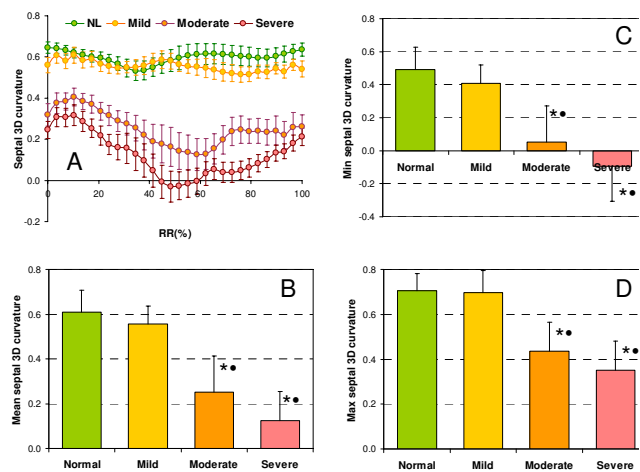 NL Mild Moderate Severe
0.8
0.6
0.4
0.2
0.0
-0.2
Septal 3D curvature
A
0 20 40 60 80 100
RR(%)
C
0.6
0.4
0.2
0.0
-0.2
-0.4
Min septal 3D curvature
Normal Mild Moderate Severe
*•
*•
B
0.8
0.6
0.4
0.2
0.0
Mean septal 3D curvature
*•
*•
Normal Mild Moderate Severe
D
0.8
0.6
0.4
0.2
0.0
Max septal 3D curvature
*•
*•
Normal Mild Moderate Severe